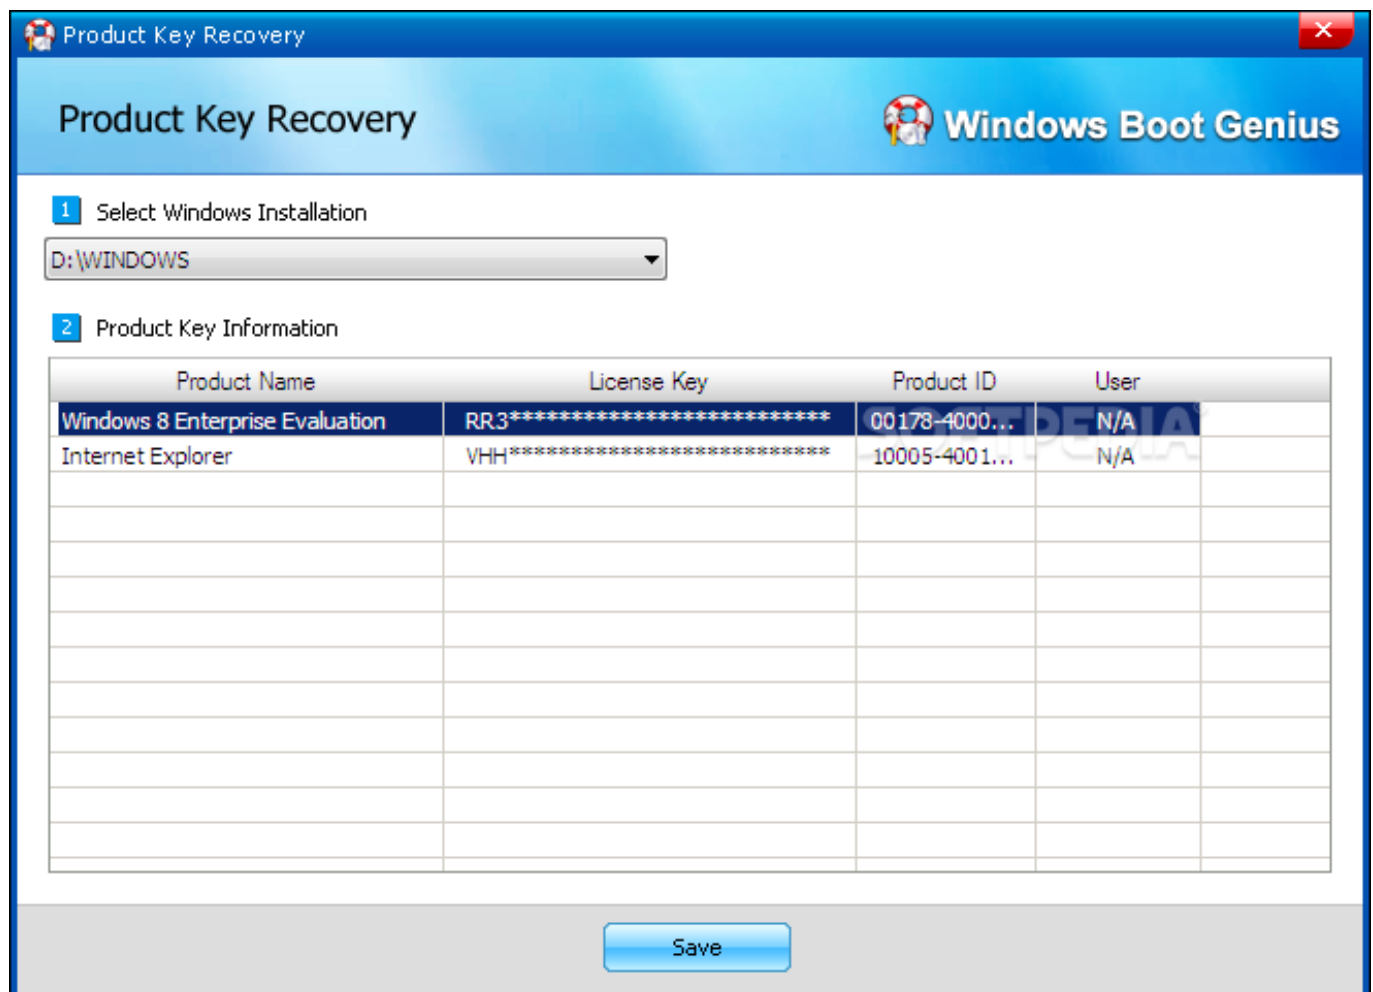 Product Key Recovery
Product Key Recovery
Windows Boot Genius
1 Select Windows Installation
D:\WINDOWS
2 Product Key Information
Product Name License Key Product ID User
Windows 8 Enterprise Evaluation RR3************************** 00178-4000... N/A
Internet Explorer VHH************************** 10005-4001... N/A
SOFTPEDIA
Save